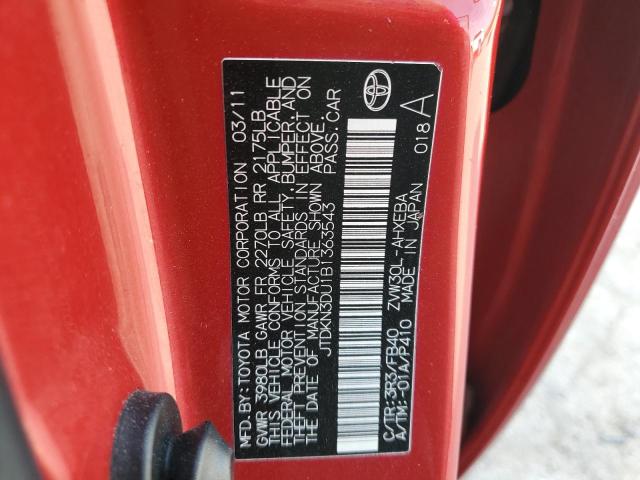 MFD. BY: TOYOTA MOTOR CORPORATION 03/11
GVWR 3980LB GAWR FR 2270LB RR 2175LB
THIS VEHICLE CONFORMS TO ALL APPLICABLE
FEDERAL MOTOR VEHICLE SAFETY, BUMPER, AND
THEFT PREVENTION STANDARDS IN EFFECT ON
THE DATE OF MANUFACTURE SHOWN ABOVE.
JTDKN3DU1B1363543 PASS. CAR
C/TR: 3R3/FB40 ZVW30L-AHXEBA
A/TM: -01A/P410 MADE IN JAPAN
018 A